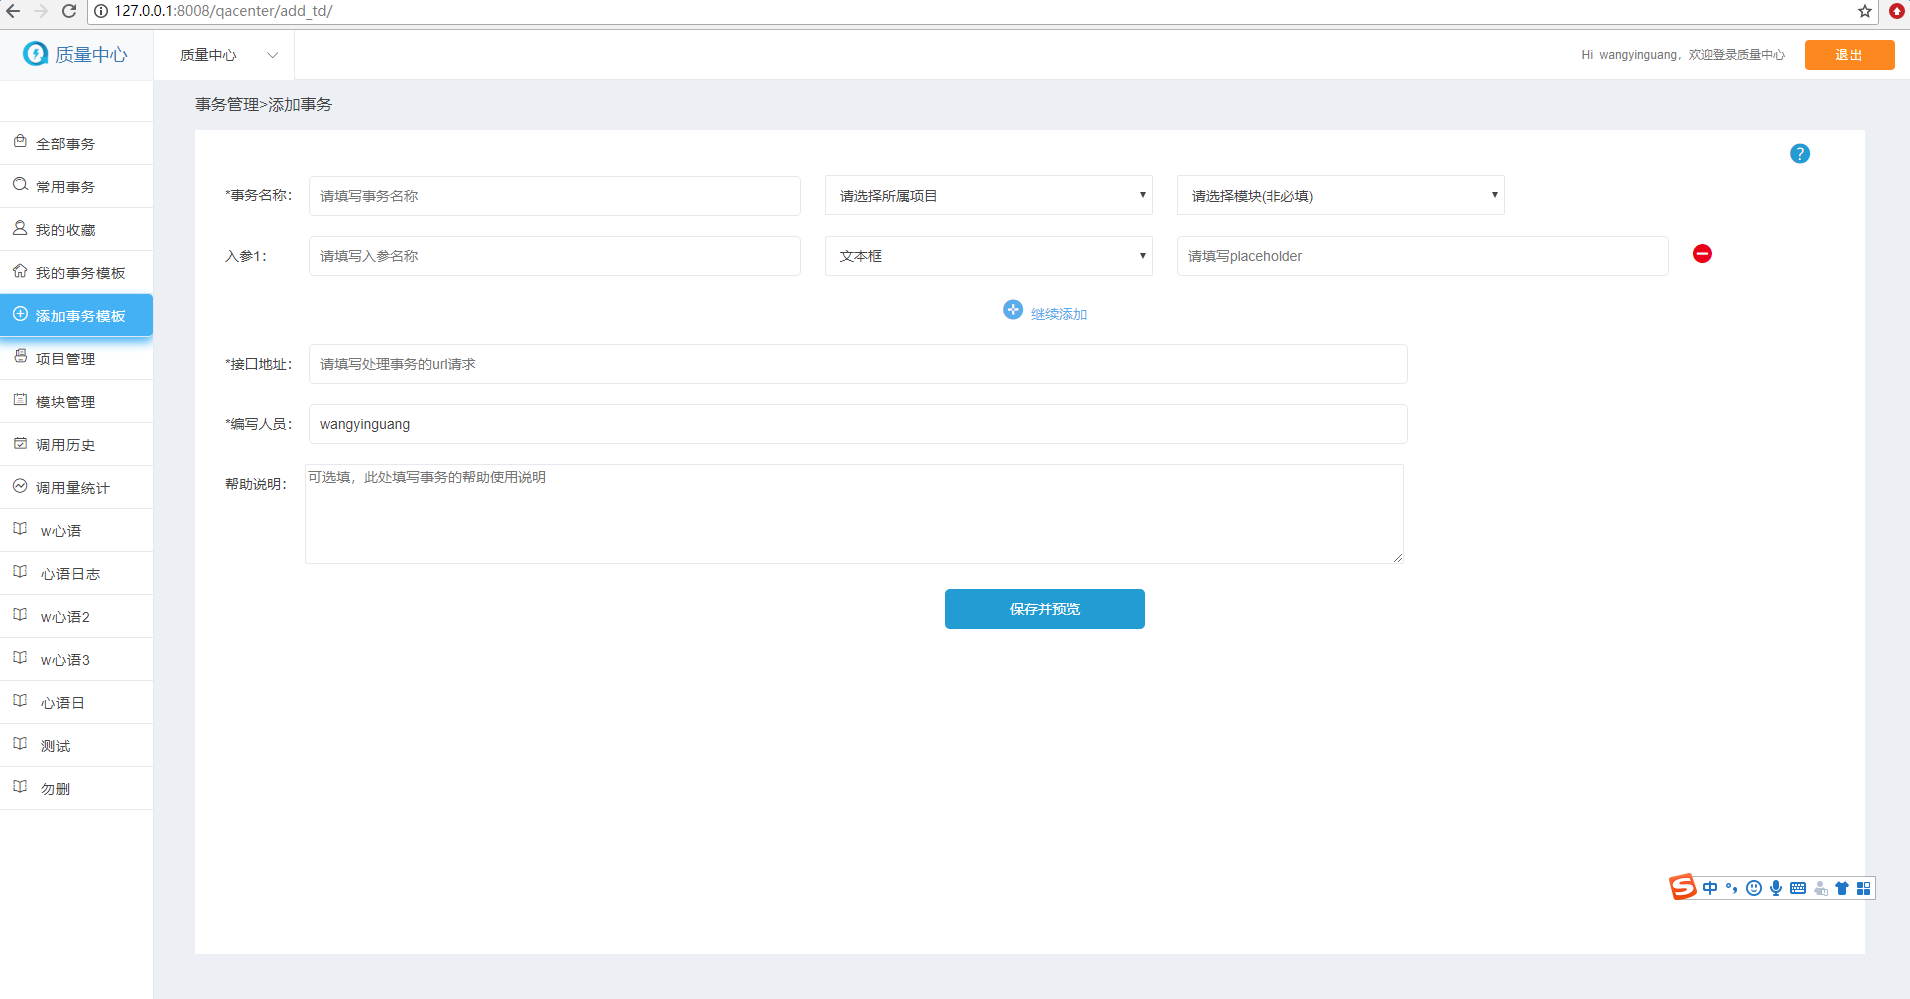 127.0.0.1:8008/qacenter/add_td/
质量中心
质量中心
Hi wangyinguang，欢迎登录质量中心
退出
事务管理>添加事务
全部事务
常用事务
我的收藏
我的事务模板
添加事务模板
项目管理
模块管理
调用历史
调用量统计
w心语
心语日志
w心语2
w心语3
心语日
测试
勿删
?
*事务名称： 请填写事务名称 请选择所属项目 请选择模块(非必填)
入参1： 请填写入参名称 文本框 请填写placeholder
继续添加
*接口地址： 请填写处理事务的url请求
*编写人员： wangyinguang
帮助说明： 可选填，此处填写事务的帮助使用说明
保存并预览
S 中